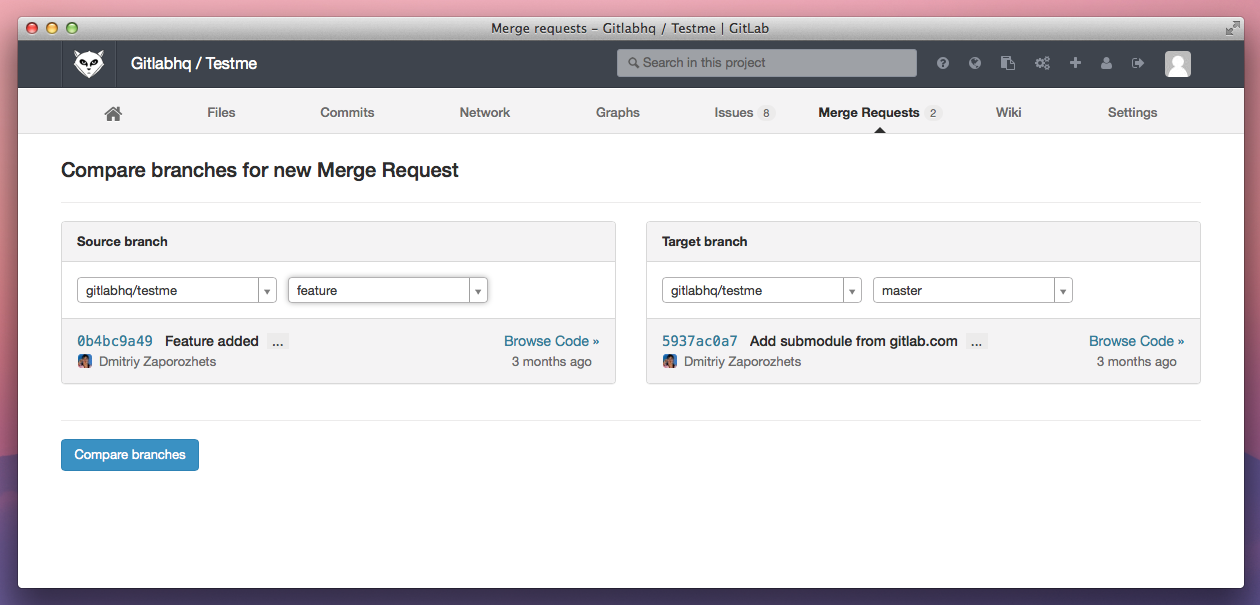 Merge requests – Gitlabhq / Testme | GitLab
Gitlabhq / Testme
Search in this project
Files Commits Network Graphs Issues 8 Merge Requests 2 Wiki Settings
Compare branches for new Merge Request
Source branch
gitlabhq/testme feature
0b4bc9a49 Feature added ... Browse Code »
Dmitriy Zaporozhets 3 months ago
Target branch
gitlabhq/testme master
5937ac0a7 Add submodule from gitlab.com ... Browse Code »
Dmitriy Zaporozhets 3 months ago
Compare branches